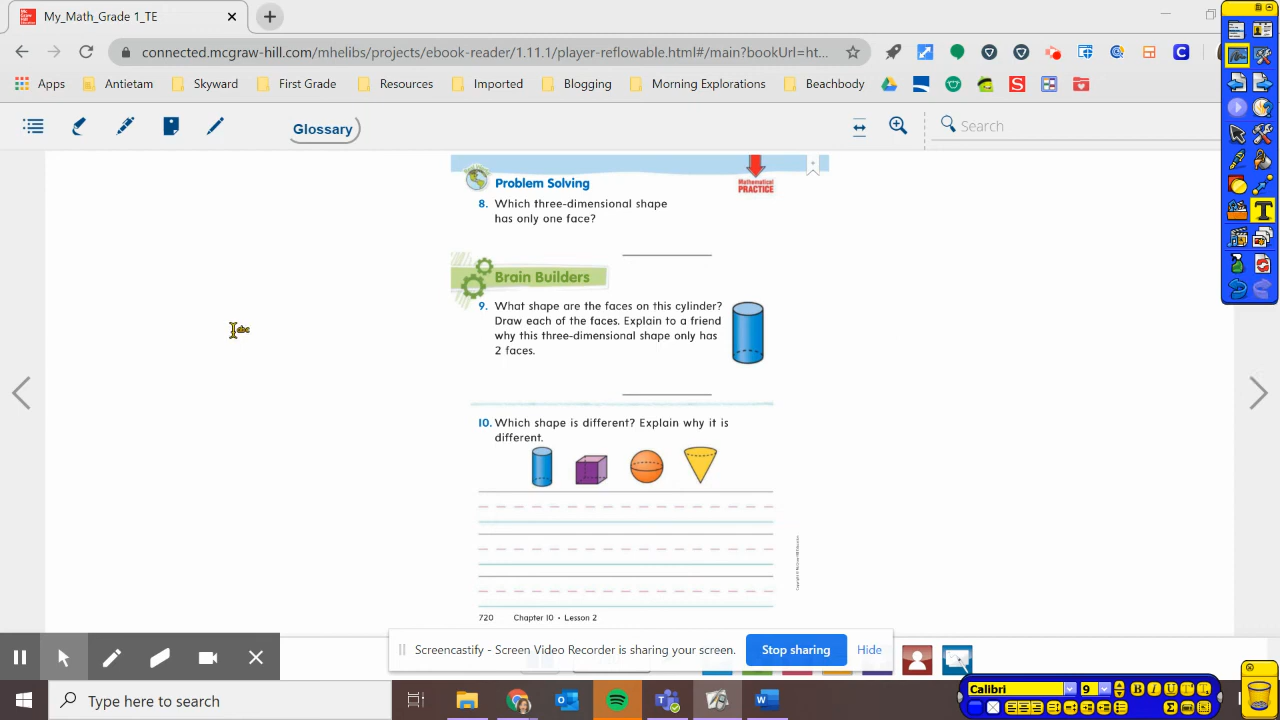 My_Math_Grade 1_TE
connected.mcgraw-hill.com/mhelibs/projects/ebook-reader/1.11.1/player-reflowable.html#/main?bookUrl=ht...
Apps Antietam Skyward First Grade Resources Imported Blogging Morning Explorations Beachbody
Glossary Search
Problem Solving
Mathematical
PRACTICE
8. Which three-dimensional shape
has only one face?
Brain Builders
9. What shape are the faces on this cylinder?
Draw each of the faces. Explain to a friend
why this three-dimensional shape only has
2 faces.
abc
10. Which shape is different? Explain why it is
different.
720 Chapter 10 • Lesson 2
Screencastify - Screen Video Recorder is sharing your screen. Stop sharing Hide
Type here to search
Calibri 9 B I U T